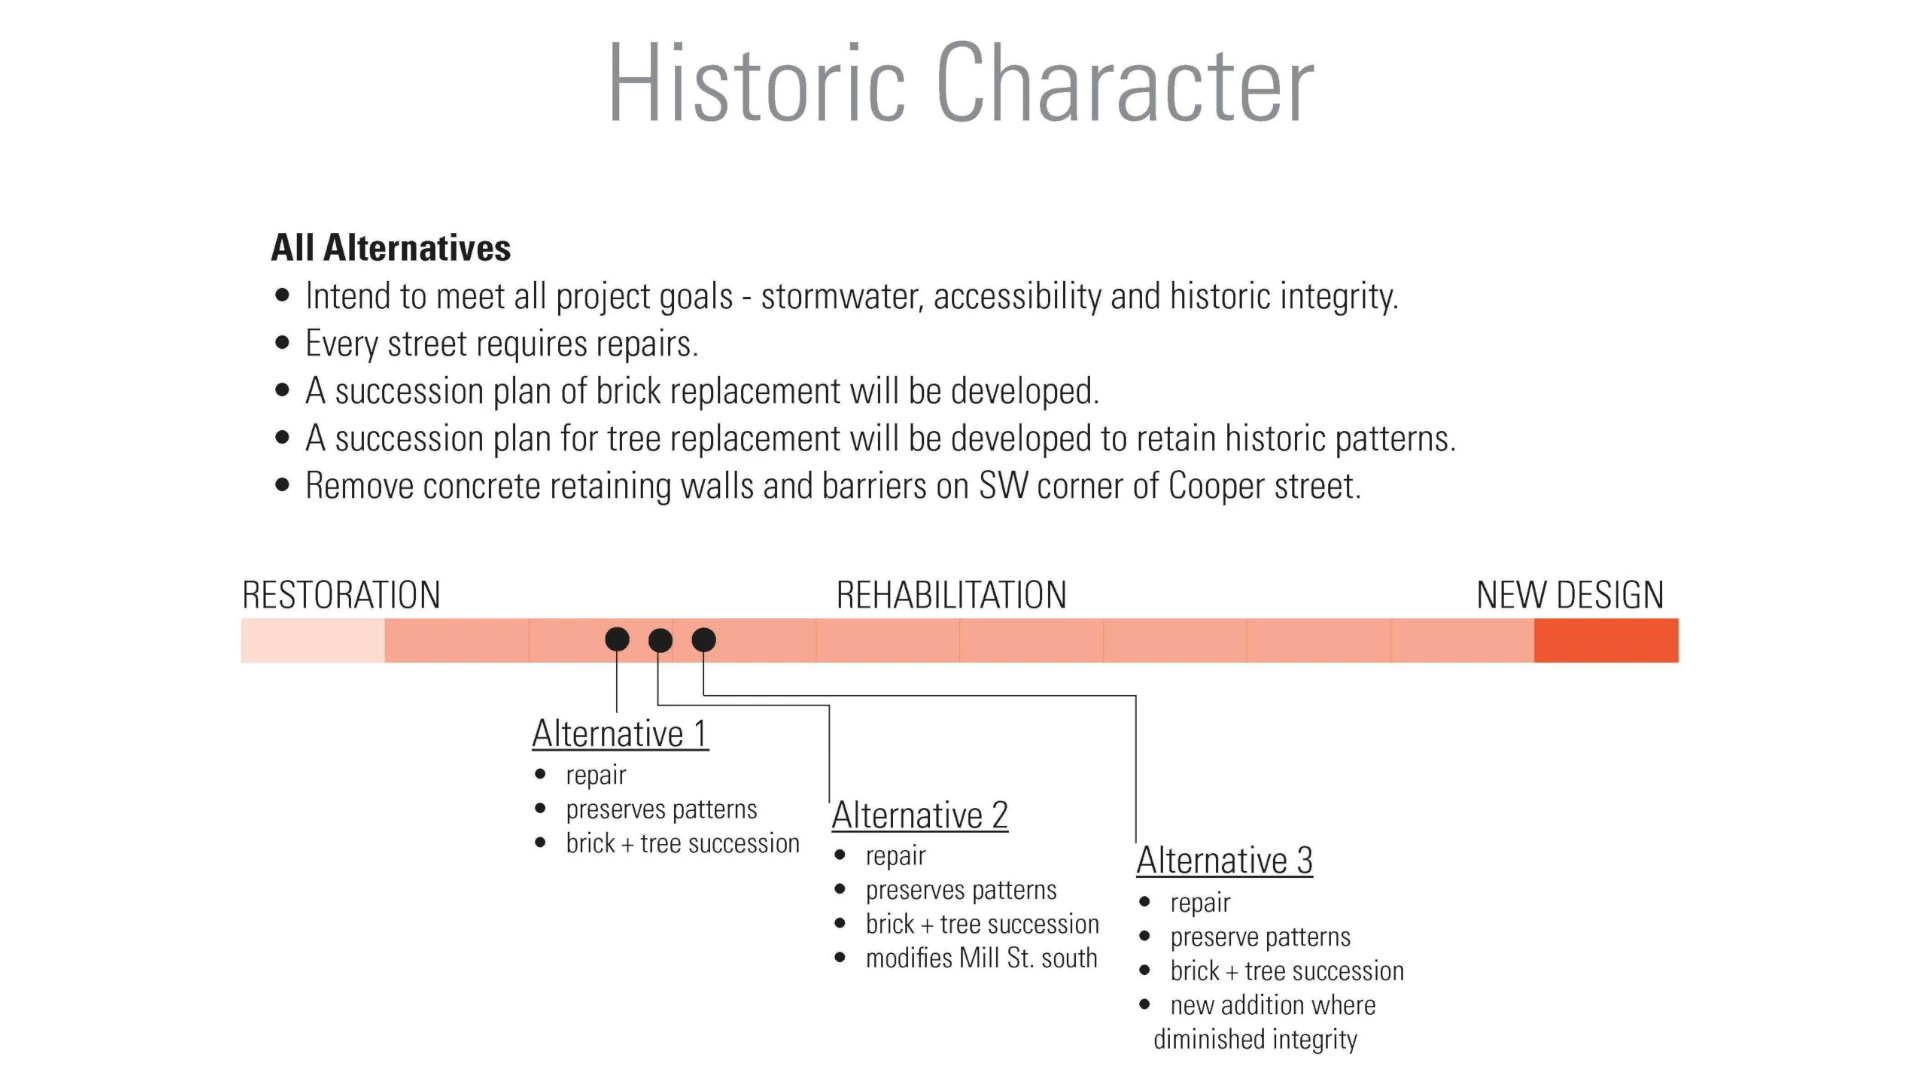 Historic Character
All Alternatives
• Intend to meet all project goals - stormwater, accessibility and historic integrity.
• Every street requires repairs.
• A succession plan of brick replacement will be developed.
• A succession plan for tree replacement will be developed to retain historic patterns.
• Remove concrete retaining walls and barriers on SW corner of Cooper street.
RESTORATION
REHABILITATION
NEW DESIGN
Alternative 1
• repair
• preserves patterns
• brick + tree succession
Alternative 2
• repair
• preserves patterns
• brick + tree succession
• modifies Mill St. south
Alternative 3
• repair
• preserve patterns
• brick + tree succession
• new addition where
diminished integrity